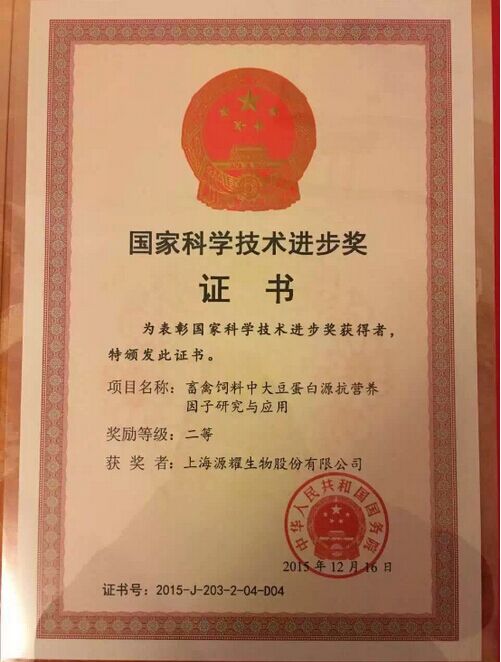 国家科学技术进步奖
证书
为表彰国家科学技术进步奖获得者，
特颁发此证书。
项目名称：畜禽饲料中大豆蛋白源抗营养
因子研究与应用
奖励等级：二等
获奖者：上海源耀生物股份有限公司
中华人民共和国国务院
2015年12月16日
证书号：2015-J-203-2-04-D04